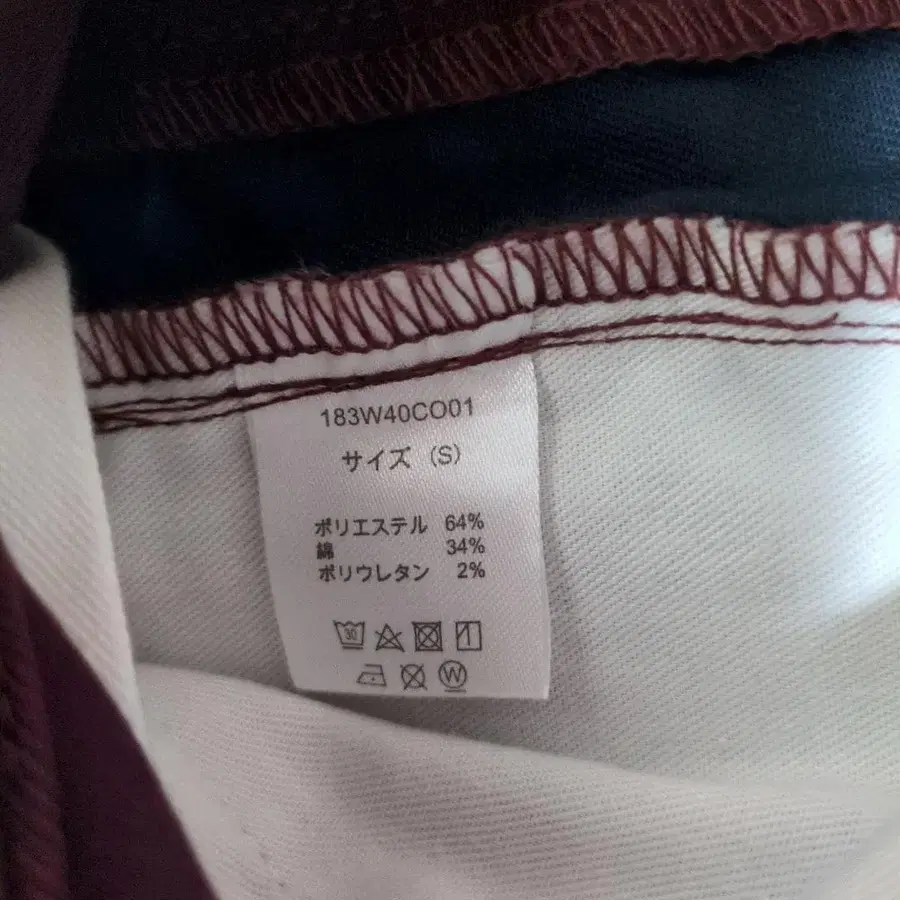 183W40CO01
サイズ (S)
ポリエステル 64%
綿 34%
ポリウレタン 2%
30
W